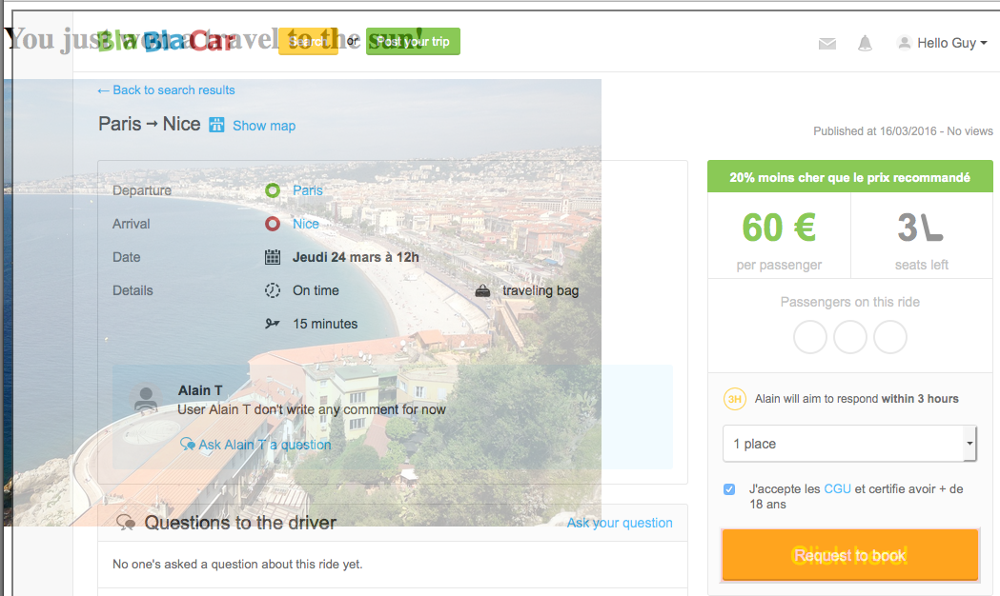 You just won a travel to the sun!
BlaBlaCar
Search
or
Post your trip
Hello Guy
← Back to search results
Paris → Nice
Show map
Published at 16/03/2016 - No views
Departure
Paris
Arrival
Nice
Date
Jeudi 24 mars à 12h
Details
On time
traveling bag
15 minutes
Alain T
User Alain T don't write any comment for now
Ask Alain T a question
Questions to the driver
Ask your question
No one's asked a question about this ride yet.
20% moins cher que le prix recommandé
60 €
per passenger
3
seats left
Passengers on this ride
3H
Alain will aim to respond within 3 hours
1 place
J'accepte les CGU et certifie avoir + de
18 ans
Request to book
Click here!